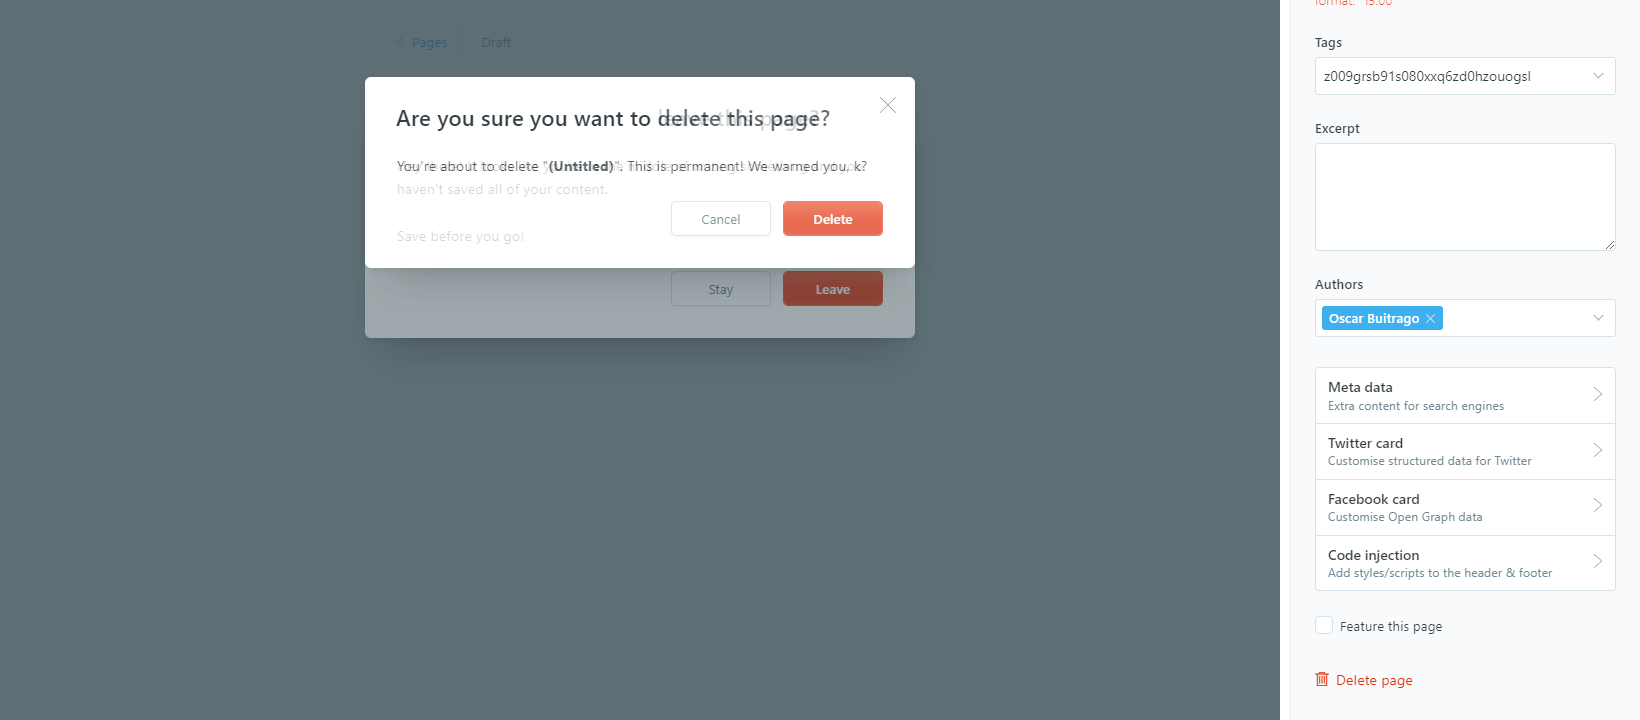 format: "15:00"
Pages
Draft
Are you sure you want to delete this page?
You're about to delete "(Untitled)". This is permanent! We warned you, k?
haven't saved all of your content.
Save before you go!
Cancel
Delete
Stay
Leave
Tags
z009grsb91s080xxq6zd0hzouogsl
Excerpt
Authors
Oscar Buitrago
Meta data
Extra content for search engines
Twitter card
Customise structured data for Twitter
Facebook card
Customise Open Graph data
Code injection
Add styles/scripts to the header & footer
Feature this page
Delete page